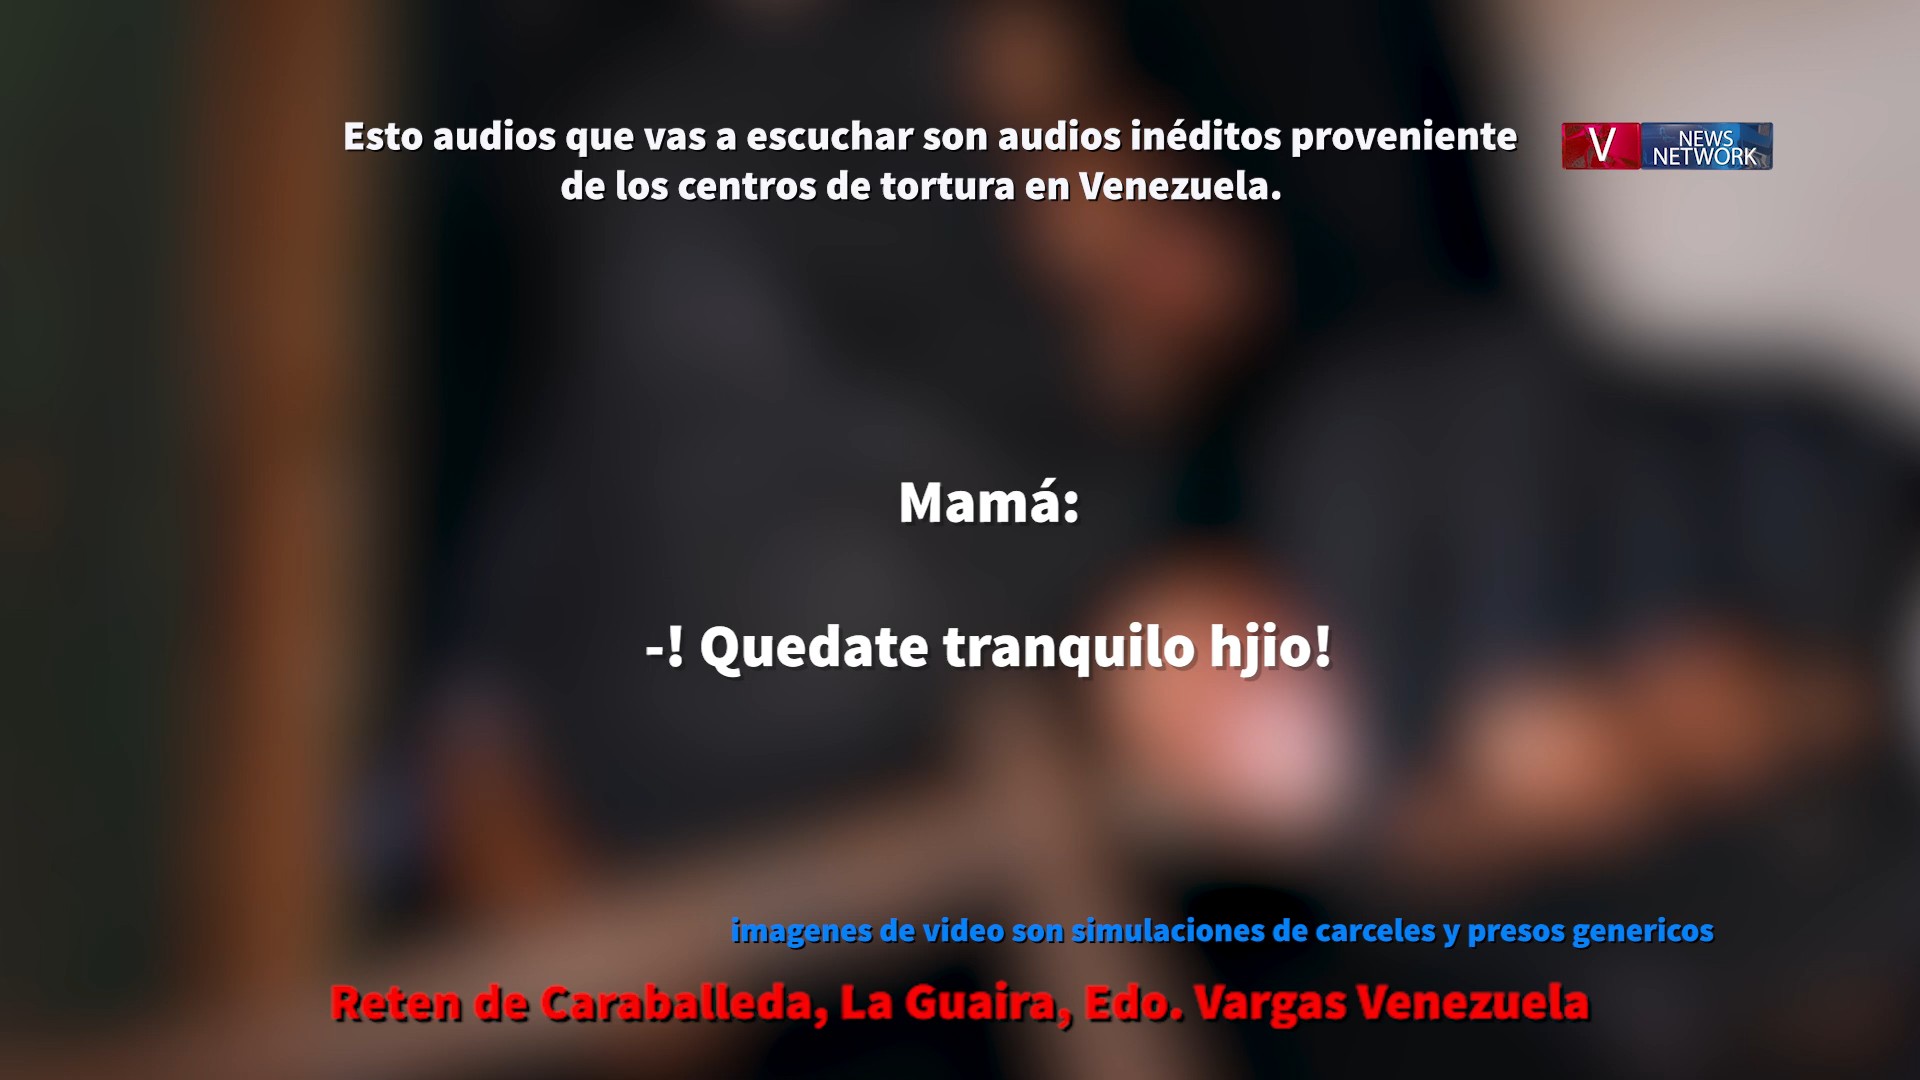 Esto audios que vas a escuchar son audios inéditos proveniente
de los centros de tortura en Venezuela.
V NEWS
NETWORK
Mamá:
-! Quedate tranquilo hjio!
imagenes de video son simulaciones de carceles y presos genericos
Reten de Caraballeda, La Guaira, Edo. Vargas Venezuela